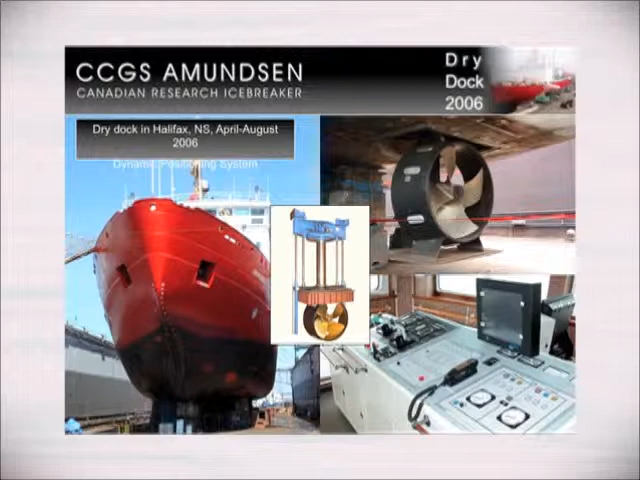 CCGS AMUNDSEN
CANADIAN RESEARCH ICEBREAKER
Dry
Dock
2006
Dry dock in Halifax, NS, April-August
2006
Dynamic Positioning System